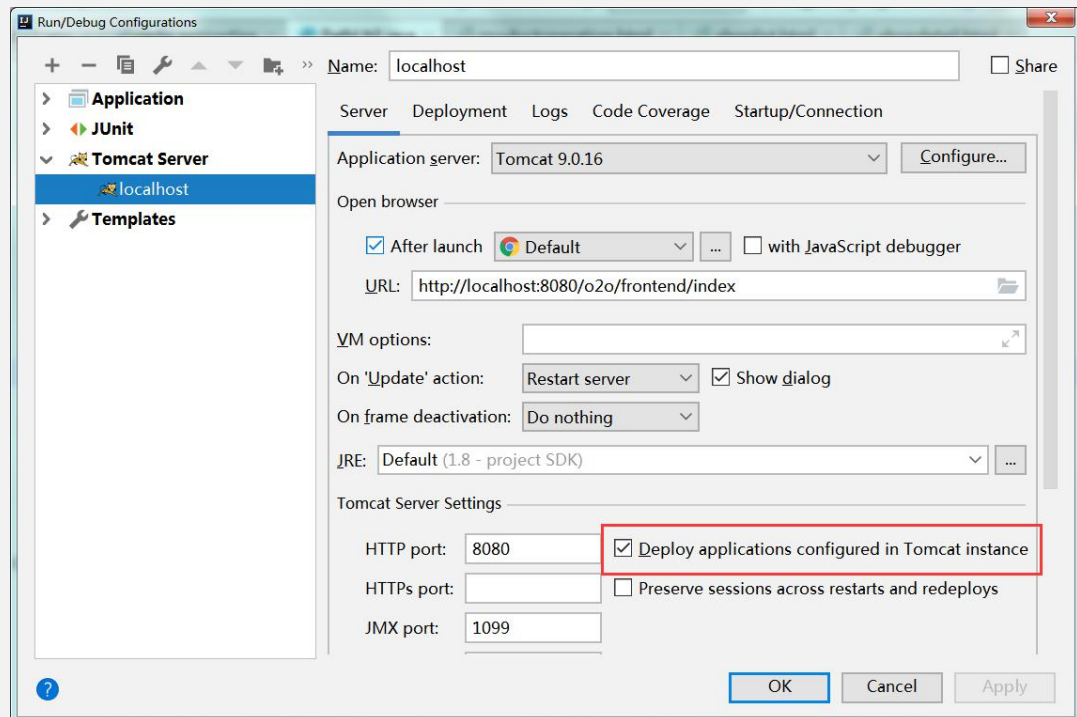 Run/Debug Configurations
Name: localhost
Share
Application
JUnit
Tomcat Server
localhost
Templates
Server Deployment Logs Code Coverage Startup/Connection
Application server: Tomcat 9.0.16 Configure...
Open browser
After launch Default ... with JavaScript debugger
URL: http://localhost:8080/o2o/frontend/index
VM options:
On 'Update' action: Restart server Show dialog
On frame deactivation: Do nothing
JRE: Default (1.8 - project SDK) ...
Tomcat Server Settings
HTTP port: 8080 Deploy applications configured in Tomcat instance
HTTPs port: Preserve sessions across restarts and redeploys
JMX port: 1099
? OK Cancel Apply